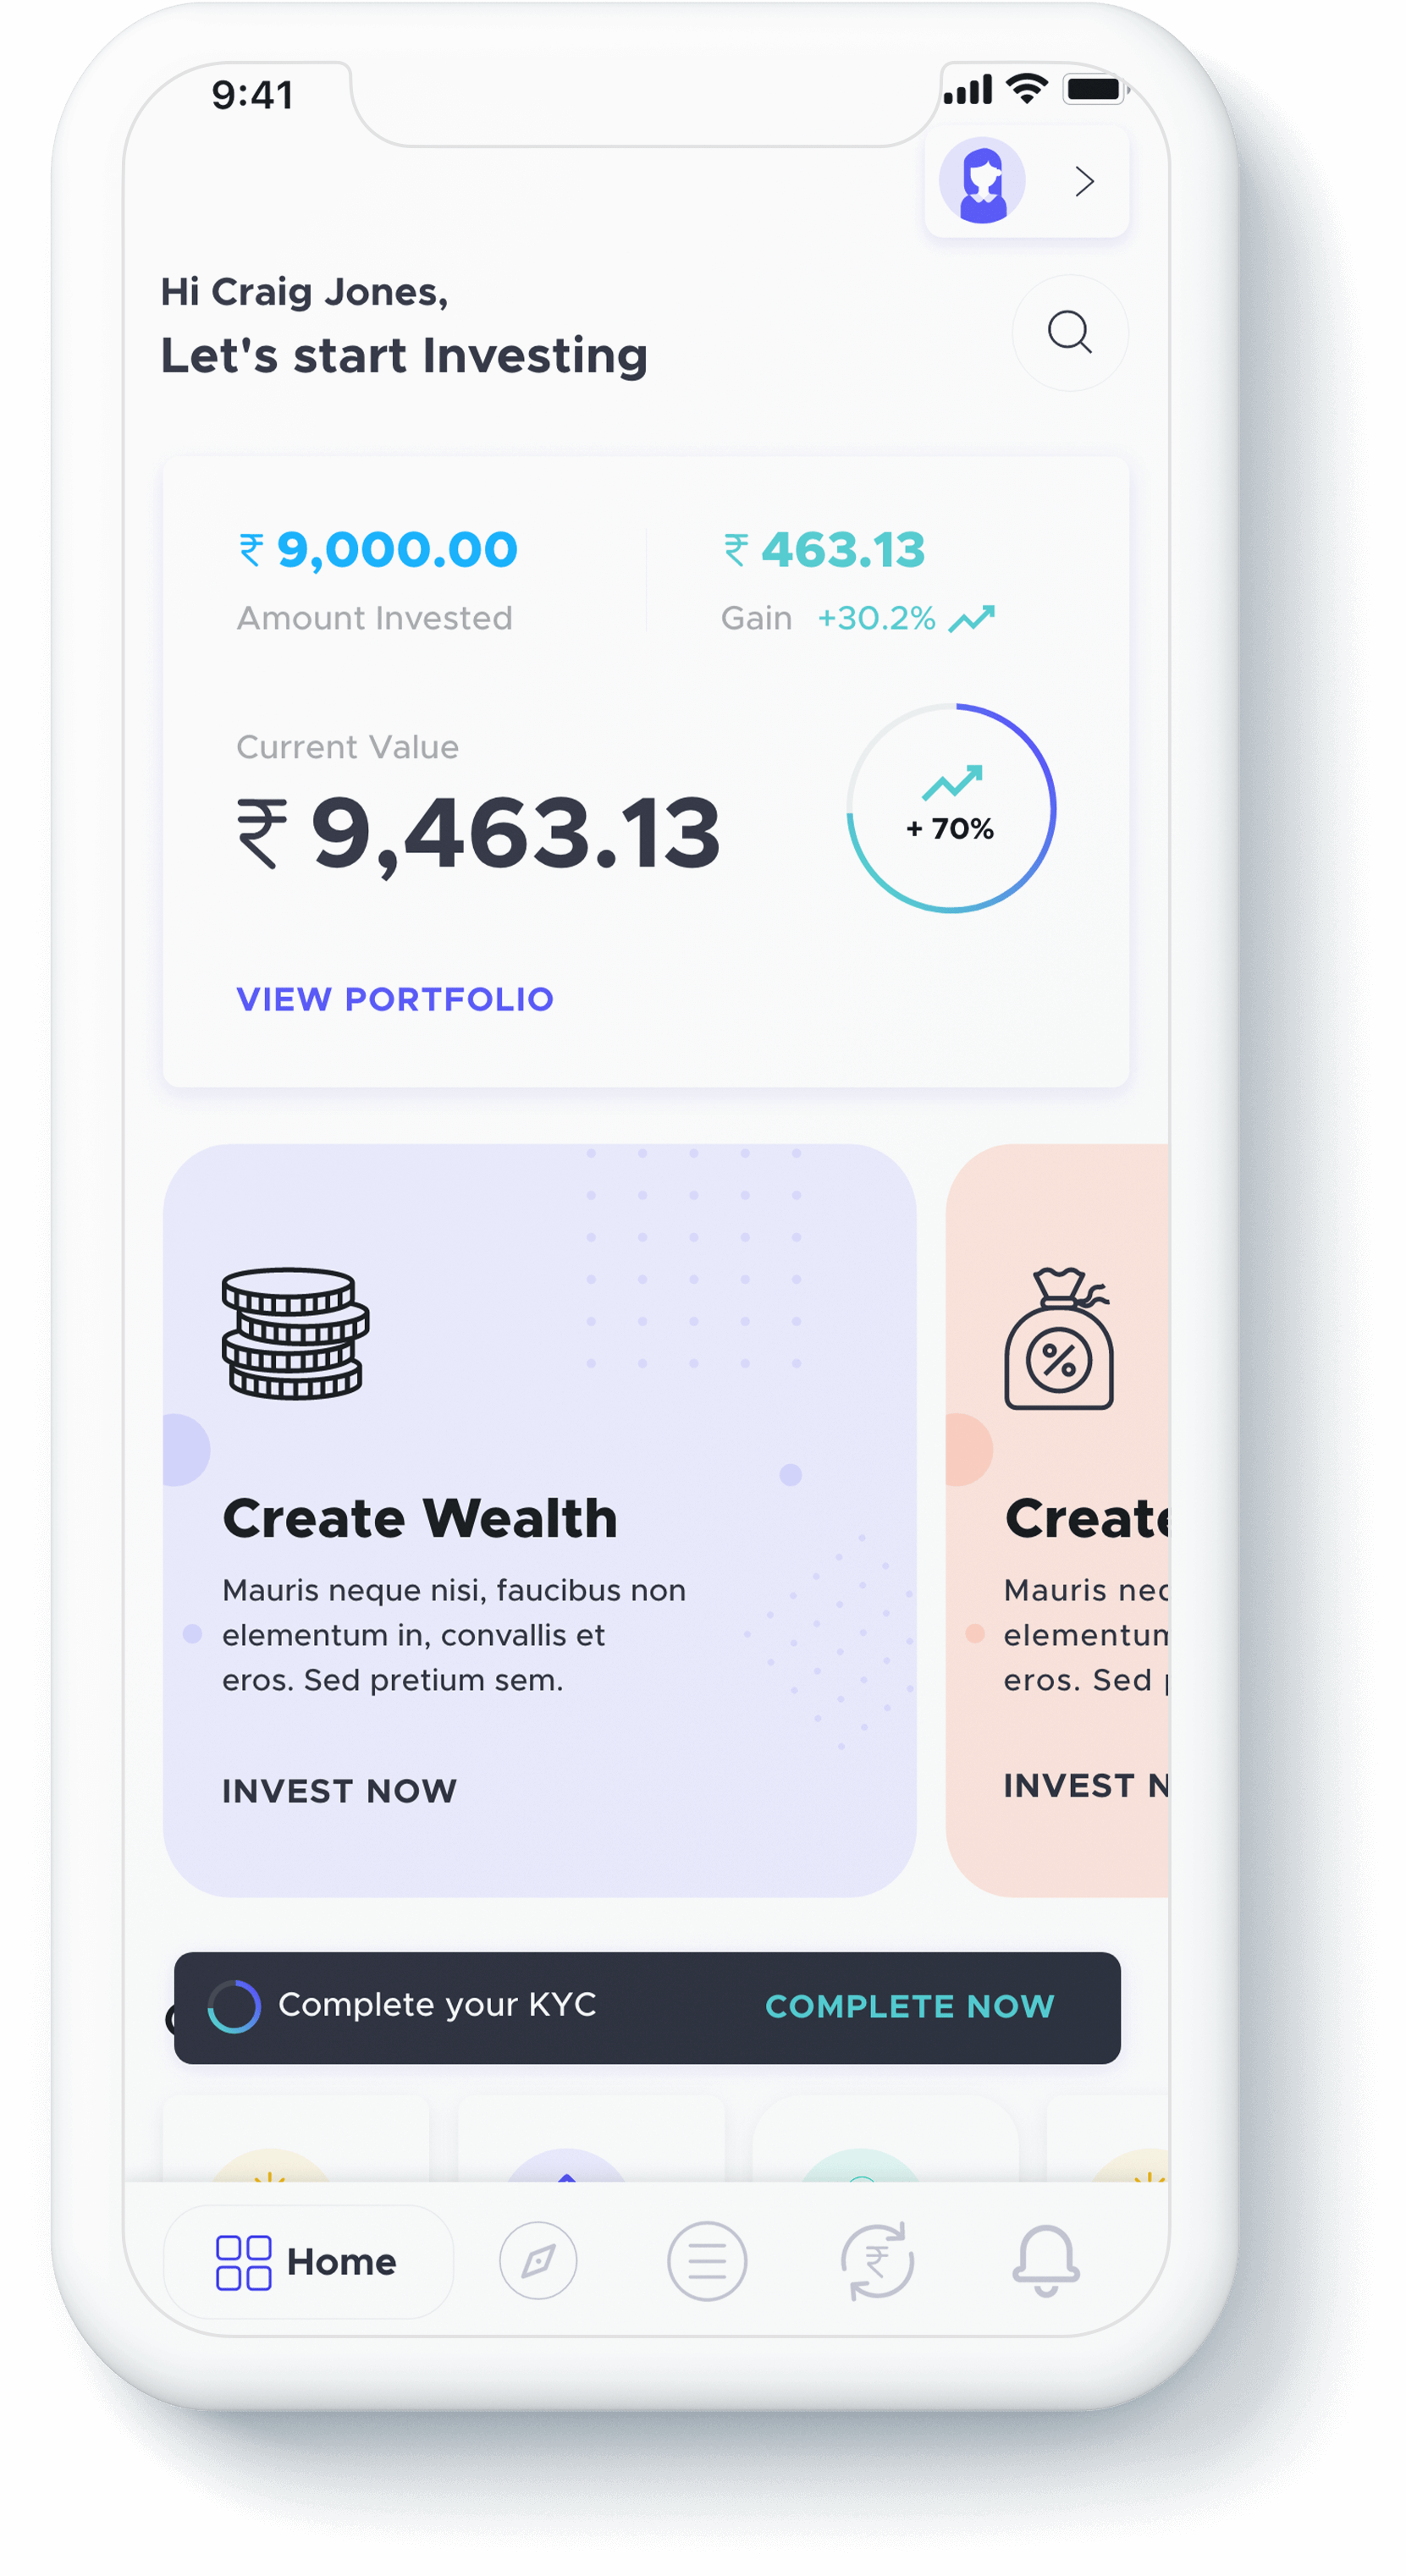 9:41
Hi Craig Jones,
Let's start Investing
₹ 9,000.00
Amount Invested
₹ 463.13
Gain +30.2%
Current Value
₹ 9,463.13
+ 70%
VIEW PORTFOLIO
Create Wealth
Mauris neque nisi, faucibus non
elementum in, convallis et
eros. Sed pretium sem.
INVEST NOW
Create
Mauris
elementum
eros. Sed
INVEST
Complete your KYC
COMPLETE NOW
Home